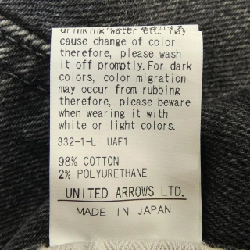 cause change of color
therefore, please wash
it off promptly.For dark
colors, color migration
may occur from rubbing
therefore, please beware
when wearing it with
white or light colors.
932-1-L UAF1
98% COTTON
2% POLYURETHANE
UNITED ARROWS LTD.
MADE IN JAPAN